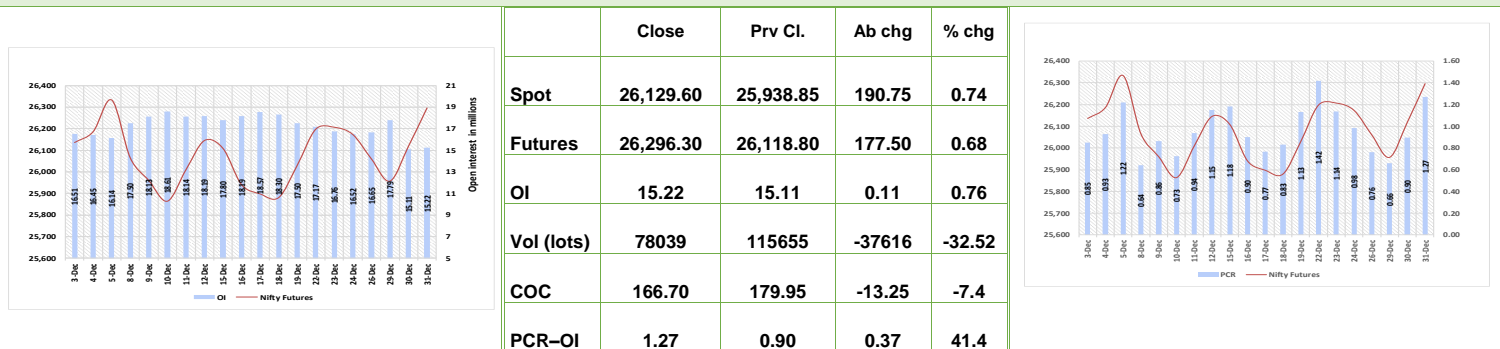 26,400
26,300
26,200
26,100
26,000
25,900
25,800
25,700
25,600
16.51 16.45 16.14 17.50 18.13 18.61 18.14 18.19 17.80 18.19 18.57 18.30 17.50 17.17 16.76 16.52 16.65 17.79 15.11 15.22
21
19
17
15
13
11
9
7
5
Open interest in millions
3-Dec 4-Dec 5-Dec 8-Dec 9-Dec 10-Dec 11-Dec 12-Dec 15-Dec 16-Dec 17-Dec 18-Dec 19-Dec 22-Dec 23-Dec 24-Dec 26-Dec 29-Dec 30-Dec 31-Dec
OI Nifty Futures
Close Prv Cl. Ab chg % chg
Spot 26,129.60 25,938.85 190.75 0.74
Futures 26,296.30 26,118.80 177.50 0.68
OI 15.22 15.11 0.11 0.76
Vol (lots) 78039 115655 -37616 -32.52
COC 166.70 179.95 -13.25 -7.4
PCR–OI 1.27 0.90 0.37 41.4
26,400
26,300
26,200
26,100
26,000
25,900
25,800
25,700
25,600
0.85 0.93 1.22 0.64 0.86 0.73 0.94 1.15 1.18 0.90 0.77 0.83 1.13 1.42 1.14 0.98 0.76 0.66 0.90 1.27
1.60
1.40
1.20
1.00
0.80
0.60
0.40
0.20
0.00
3-Dec 4-Dec 5-Dec 8-Dec 9-Dec 10-Dec 11-Dec 12-Dec 15-Dec 16-Dec 17-Dec 18-Dec 19-Dec 22-Dec 23-Dec 24-Dec 26-Dec 29-Dec 30-Dec 31-Dec
PCR Nifty Futures